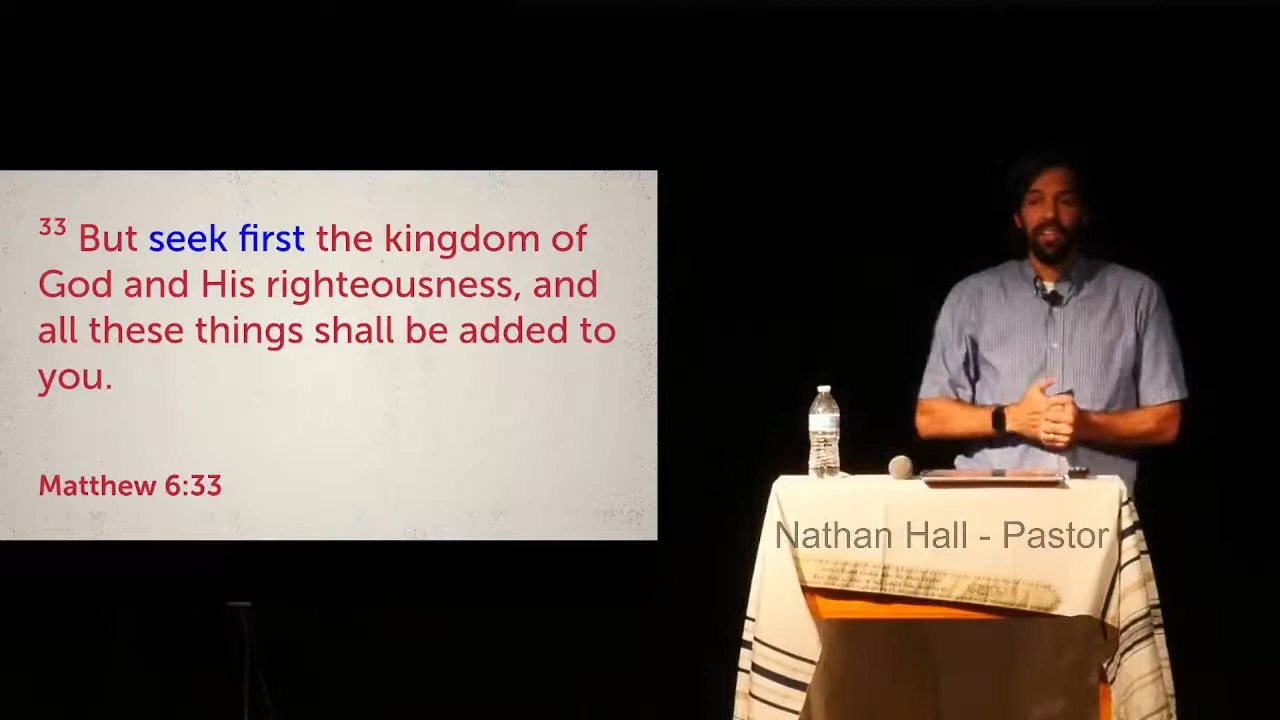 33 But seek first the kingdom of
God and His righteousness, and
all these things shall be added to
you.
Matthew 6:33
Nathan Hall - Pastor